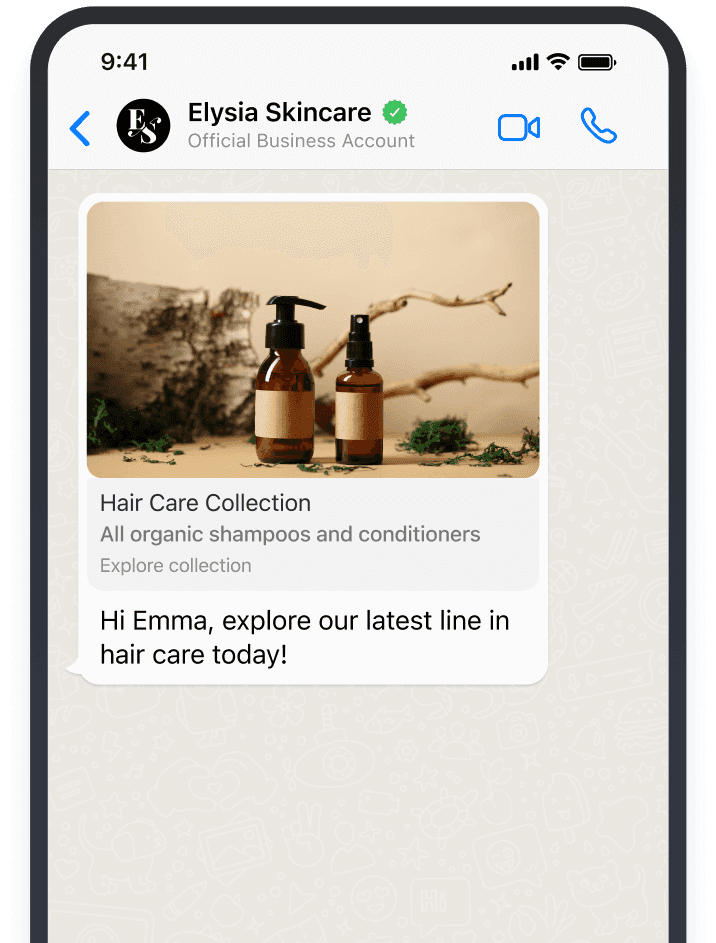 9:41
ES
Elysia Skincare
Official Business Account
Hair Care Collection
All organic shampoos and conditioners
Explore collection
Hi Emma, explore our latest line in
hair care today!